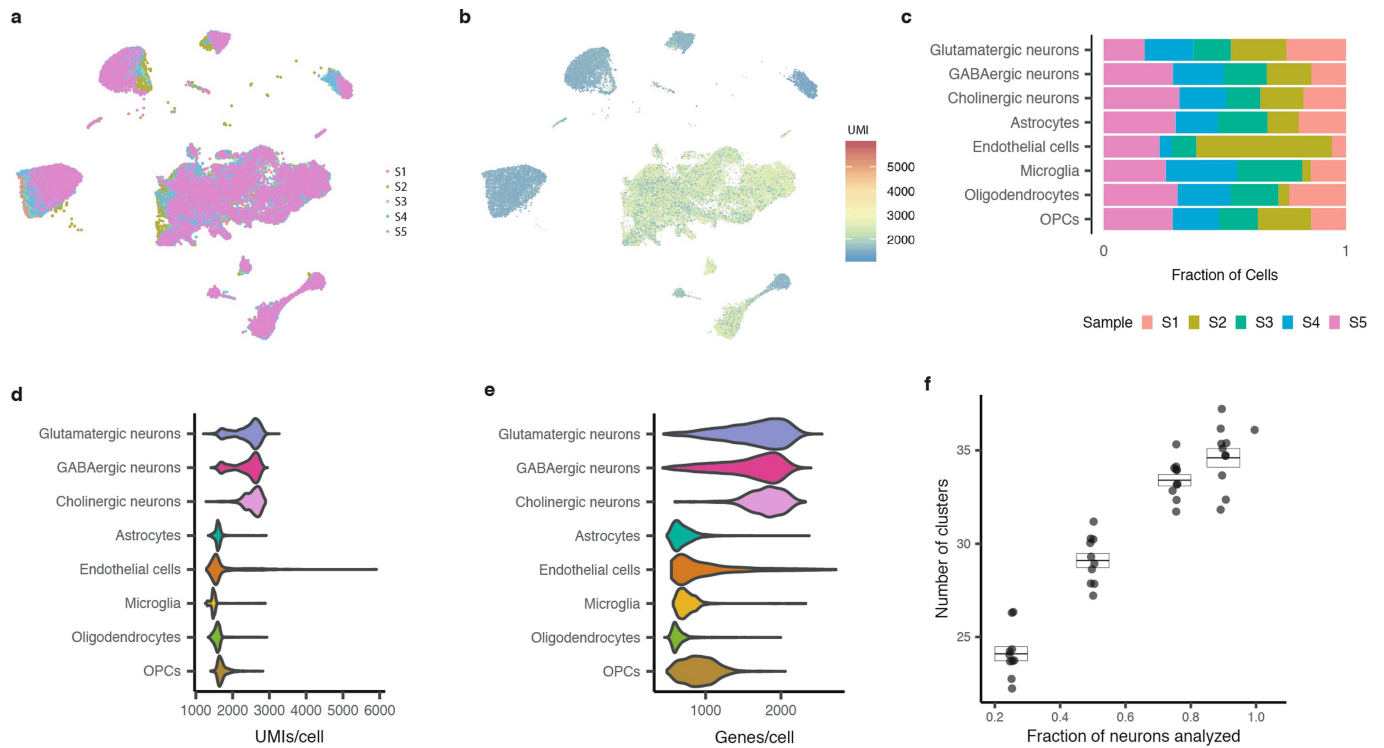 a
S1
S2
S3
S4
S5
b
UMI
5000
4000
3000
2000
c
Glutamatergic neurons
GABAergic neurons
Cholinergic neurons
Astrocytes
Endothelial cells
Microglia
Oligodendrocytes
OPCs
0 1
Fraction of Cells
Sample S1 S2 S3 S4 S5
d
Glutamatergic neurons
GABAergic neurons
Cholinergic neurons
Astrocytes
Endothelial cells
Microglia
Oligodendrocytes
OPCs
1000 2000 3000 4000 5000 6000
UMIs/cell
e
Glutamatergic neurons
GABAergic neurons
Cholinergic neurons
Astrocytes
Endothelial cells
Microglia
Oligodendrocytes
OPCs
1000 2000
Genes/cell
f
Number of clusters
35
30
25
0.2 0.4 0.6 0.8 1.0
Fraction of neurons analyzed